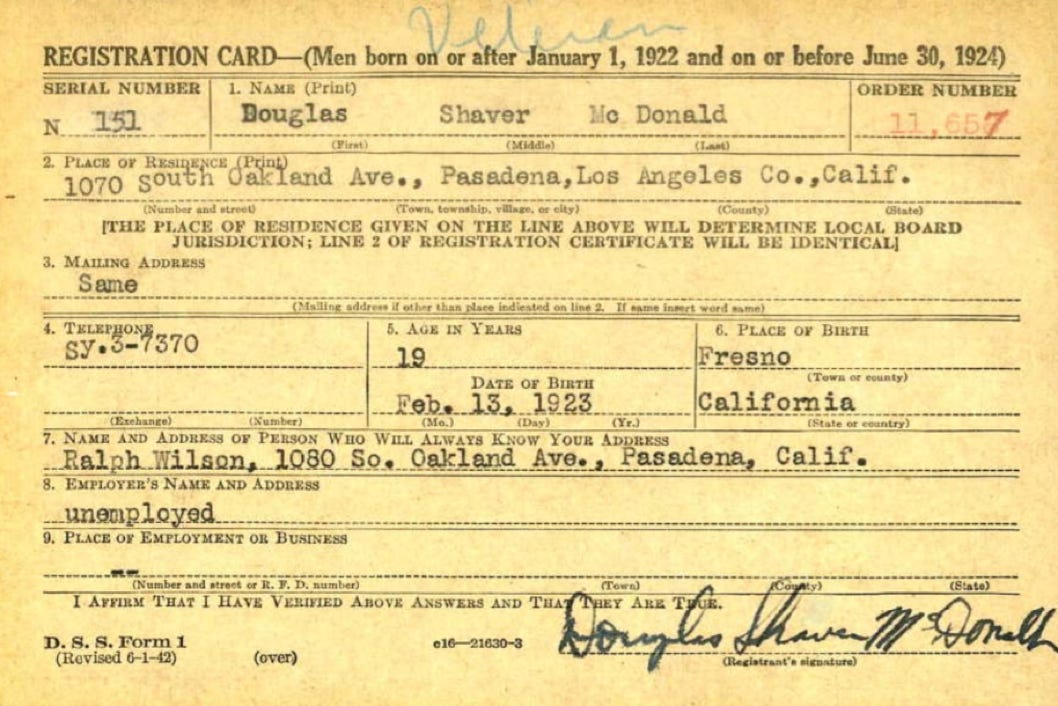 Veteran
REGISTRATION CARD—(Men born on or after January 1, 1922 and on or before June 30, 1924)
SERIAL NUMBER 1. NAME (Print) ORDER NUMBER
N 151 Douglas Shaver Mc Donald 11,657
(First) (Middle) (Last)
2. PLACE OF RESIDENCE (Print)
1070 South Oakland Ave., Pasadena, Los Angeles Co., Calif.
(Number and street) (Town, township, village, or city) (County) (State)
[THE PLACE OF RESIDENCE GIVEN ON THE LINE ABOVE WILL DETERMINE LOCAL BOARD
JURISDICTION; LINE 2 OF REGISTRATION CERTIFICATE WILL BE IDENTICAL]
3. MAILING ADDRESS
Same
(Mailing address if other than place indicated on line 2. If same insert word same)
4. TELEPHONE 5. AGE IN YEARS 6. PLACE OF BIRTH
Sy.3-7370 19 Fresno
(Town or county)
DATE OF BIRTH
Feb. 13, 1923 California
(Exchange) (Number) (Mo.) (Day) (Yr.) (State or country)
7. NAME AND ADDRESS OF PERSON WHO WILL ALWAYS KNOW YOUR ADDRESS
Ralph Wilson, 1080 So. Oakland Ave., Pasadena, Calif.
8. EMPLOYER'S NAME AND ADDRESS
unemployed
9. PLACE OF EMPLOYMENT OR BUSINESS
--
(Number and street or R. F. D. number) (Town) (County) (State)
I AFFIRM THAT I HAVE VERIFIED ABOVE ANSWERS AND THAT THEY ARE TRUE.
Douglas Shaver McDonald
D. S. S. Form 1 e16—21630-3
(Revised 6-1-42) (over) (Registrant's signature)